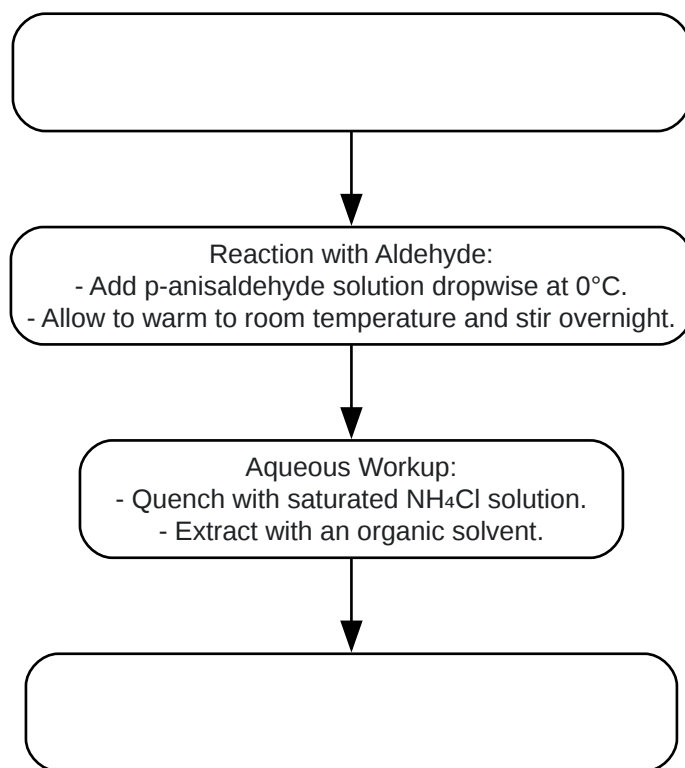 Reaction with Aldehyde:
- Add p-anisaldehyde solution dropwise at 0°C.
- Allow to warm to room temperature and stir overnight.
Aqueous Workup:
- Quench with saturated NH₄Cl solution.
- Extract with an organic solvent.